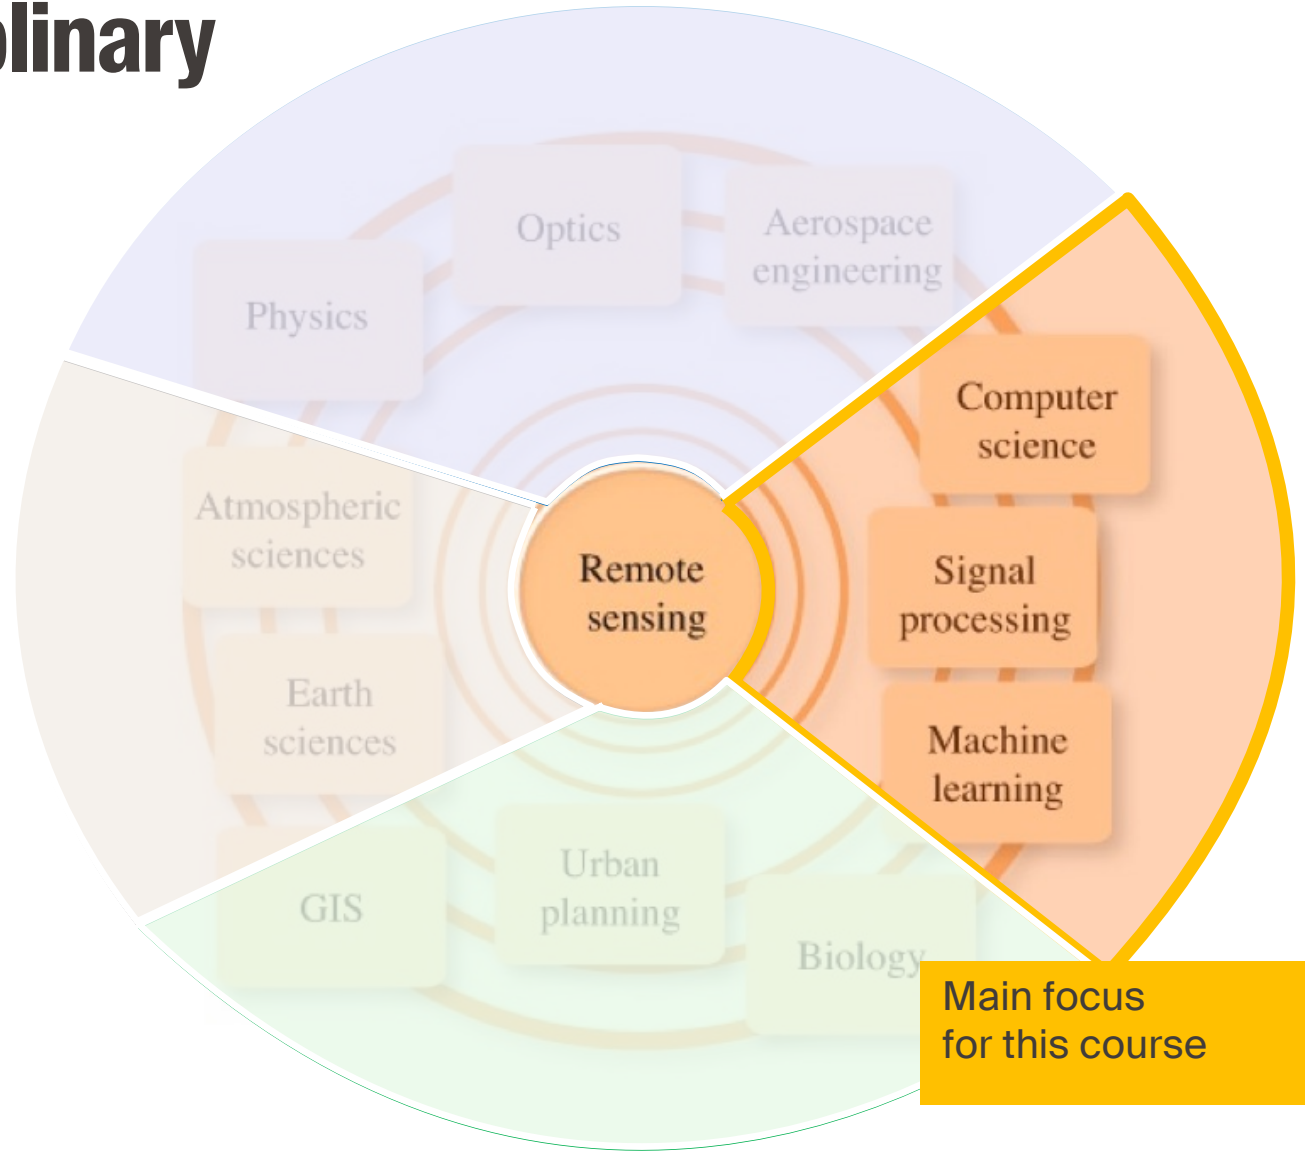 plinary
Optics
Aerospace
engineering
Physics
Computer
science
Atmospheric
sciences
Remote
sensing
Signal
processing
Earth
sciences
Machine
learning
GIS
Urban
planning
Biology
Main focus
for this course